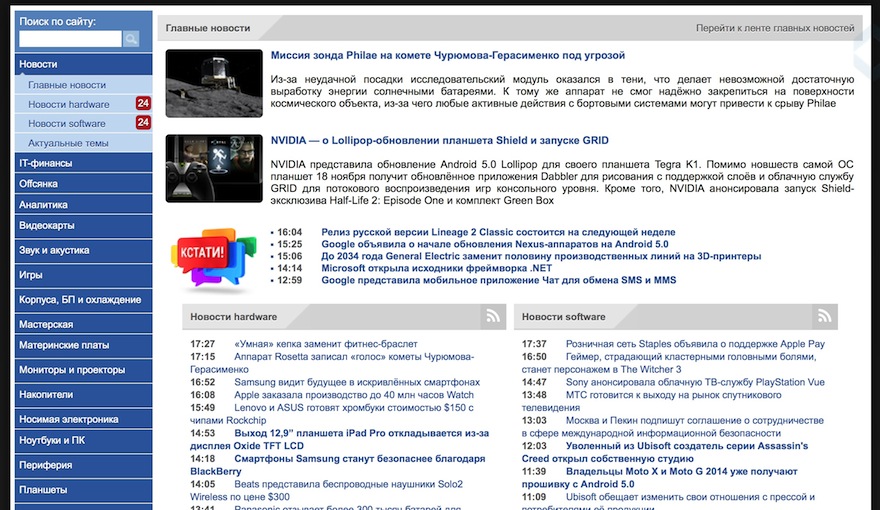 Поиск по сайту:
Новости
Главные новости
Новости hardware 24
Новости software 24
Актуальные темы
IT-финансы
Offсянка
Аналитика
Видеокарты
Звук и акустика
Игры
Корпуса, БП и охлаждение
Мастерская
Материнские платы
Мониторы и проекторы
Накопители
Носимая электроника
Ноутбуки и ПК
Периферия
Планшеты
Главные новости
Перейти к ленте главных новостей
Миссия зонда Philae на комете Чурюмова-Герасименко под угрозой
Из-за неудачной посадки исследовательский модуль оказался в тени, что делает невозможной достаточную
выработку энергии солнечными батареями. К тому же аппарат не смог надёжно закрепиться на поверхности
космического объекта, из-за чего любые активные действия с бортовыми системами могут привести к срыву Philae
NVIDIA — о Lollipop-обновлении планшета Shield и запуске GRID
NVIDIA представила обновление Android 5.0 Lollipop для своего планшета Tegra K1. Помимо новшеств самой ОС
планшет 18 ноября получит обновлённое приложения Dabbler для рисования с поддержкой слоёв и облачную службу
GRID для потокового воспроизведения игр консольного уровня. Кроме того, NVIDIA анонсировала запуск Shield-
эксклюзива Half-Life 2: Episode One и комплект Green Box
КСТАТИ!
• 16:04 Релиз русской версии Lineage 2 Classic состоится на следующей неделе
• 15:25 Google объявила о начале обновления Nexus-аппаратов на Android 5.0
• 15:06 До 2034 года General Electric заменит половину производственных линий на 3D-принтеры
• 14:14 Microsoft открыла исходники фреймворка .NET
• 12:59 Google представила мобильное приложение Чат для обмена SMS и MMS
Новости hardware
17:27 «Умная» кепка заменит фитнес-браслет
17:15 Аппарат Rosetta записал «голос» кометы Чурюмова-
Герасименко
16:52 Samsung видит будущее в искривлённых смартфонах
16:08 Apple заказала производство до 40 млн часов Watch
15:49 Lenovo и ASUS готовят хромбуки стоимостью $150 с
чипами Rockchip
14:53 Выход 12,9" планшета iPad Pro откладывается из-за
дисплея Oxide TFT LCD
14:18 Смартфоны Samsung станут безопаснее благодаря
BlackBerry
14:05 Beats представила беспроводные наушники Solo2
Wireless по цене $300
13:41 Panasonic отзывает более 300 тысяч батарей для
Новости software
17:37 Розничная сеть Staples объявила о поддержке Apple Pay
16:50 Геймер, страдающий кластерными головными болями,
станет персонажем в The Witcher 3
14:47 Sony анонсировала облачную ТВ-службу PlayStation Vue
13:48 МТС готовится к выходу на рынок спутникового
телевидения
13:03 Москва и Пекин подпишут соглашение о сотрудничестве
в сфере международной информационной безопасности
12:03 Уволенный из Ubisoft создатель серии Assassin's
Creed открыл собственную студию
11:39 Владельцы Moto X и Moto G 2014 уже получают
прошивку с Android 5.0
11:09 Ubisoft обещает изменить свои отношения с прессой и
потребителями её продукции